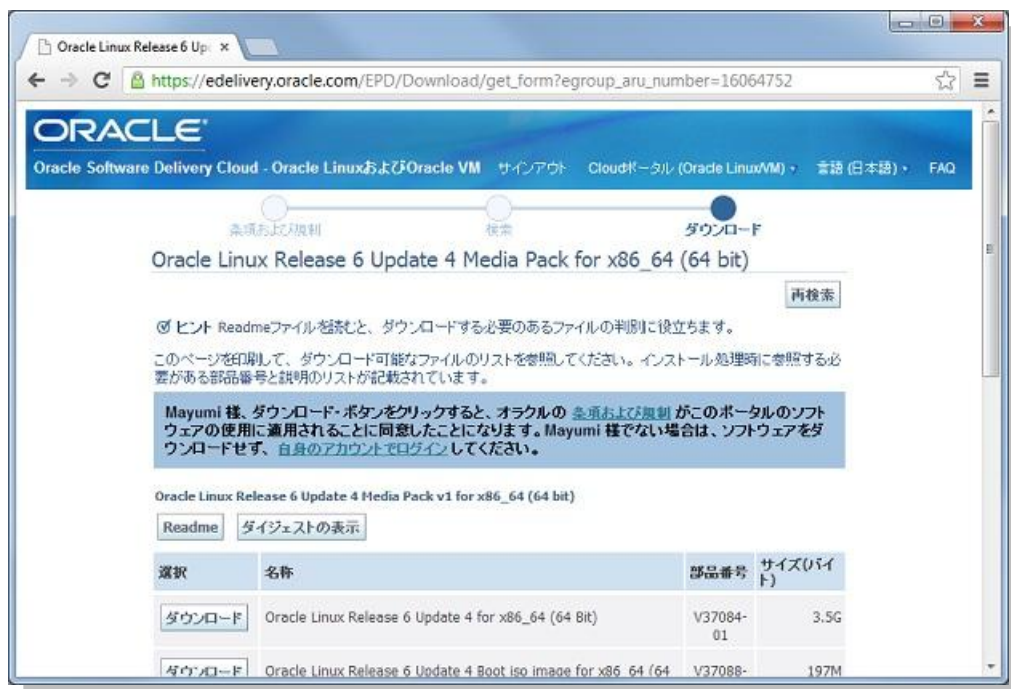 Oracle Linux Release 6 Up
https://edelivery.oracle.com/EPD/Download/get_form?egroup_aru_number=16064752
ORACLE
Oracle Software Delivery Cloud - Oracle LinuxおよびOracle VM サインアウト Cloudポータル (Oracle Linux/VM) 言語 (日本語) FAQ
条項および規制 検索 ダウンロード
Oracle Linux Release 6 Update 4 Media Pack for x86_64 (64 bit)
再検索
ヒント Readmeファイルを読むと、ダウンロードする必要のあるファイルの判別に役立ちます。
このページを印刷して、ダウンロード可能なファイルのリストを参照してください。インストール処理時に参照する必
要がある部品番号と説明のリストが記載されています。
Mayumi 様、ダウンロード・ボタンをクリックすると、オラクルの 条項および規制 がこのポータルのソフト
ウェアの使用に適用されることに同意したことになります。Mayumi 様でない場合は、ソフトウェアをダ
ウンロードせず、自身のアカウントでログインしてください。
Oracle Linux Release 6 Update 4 Media Pack v1 for x86_64 (64 bit)
Readme ダイジェストの表示
選択 名称 部品番号 サイズ(バイ
ト)
ダウンロード Oracle Linux Release 6 Update 4 for x86_64 (64 Bit) V37084- 3.5G
01
ダウンロード Oracle Linux Release 6 Update 4 Boot iso image for x86_64 (64 V37088- 197M